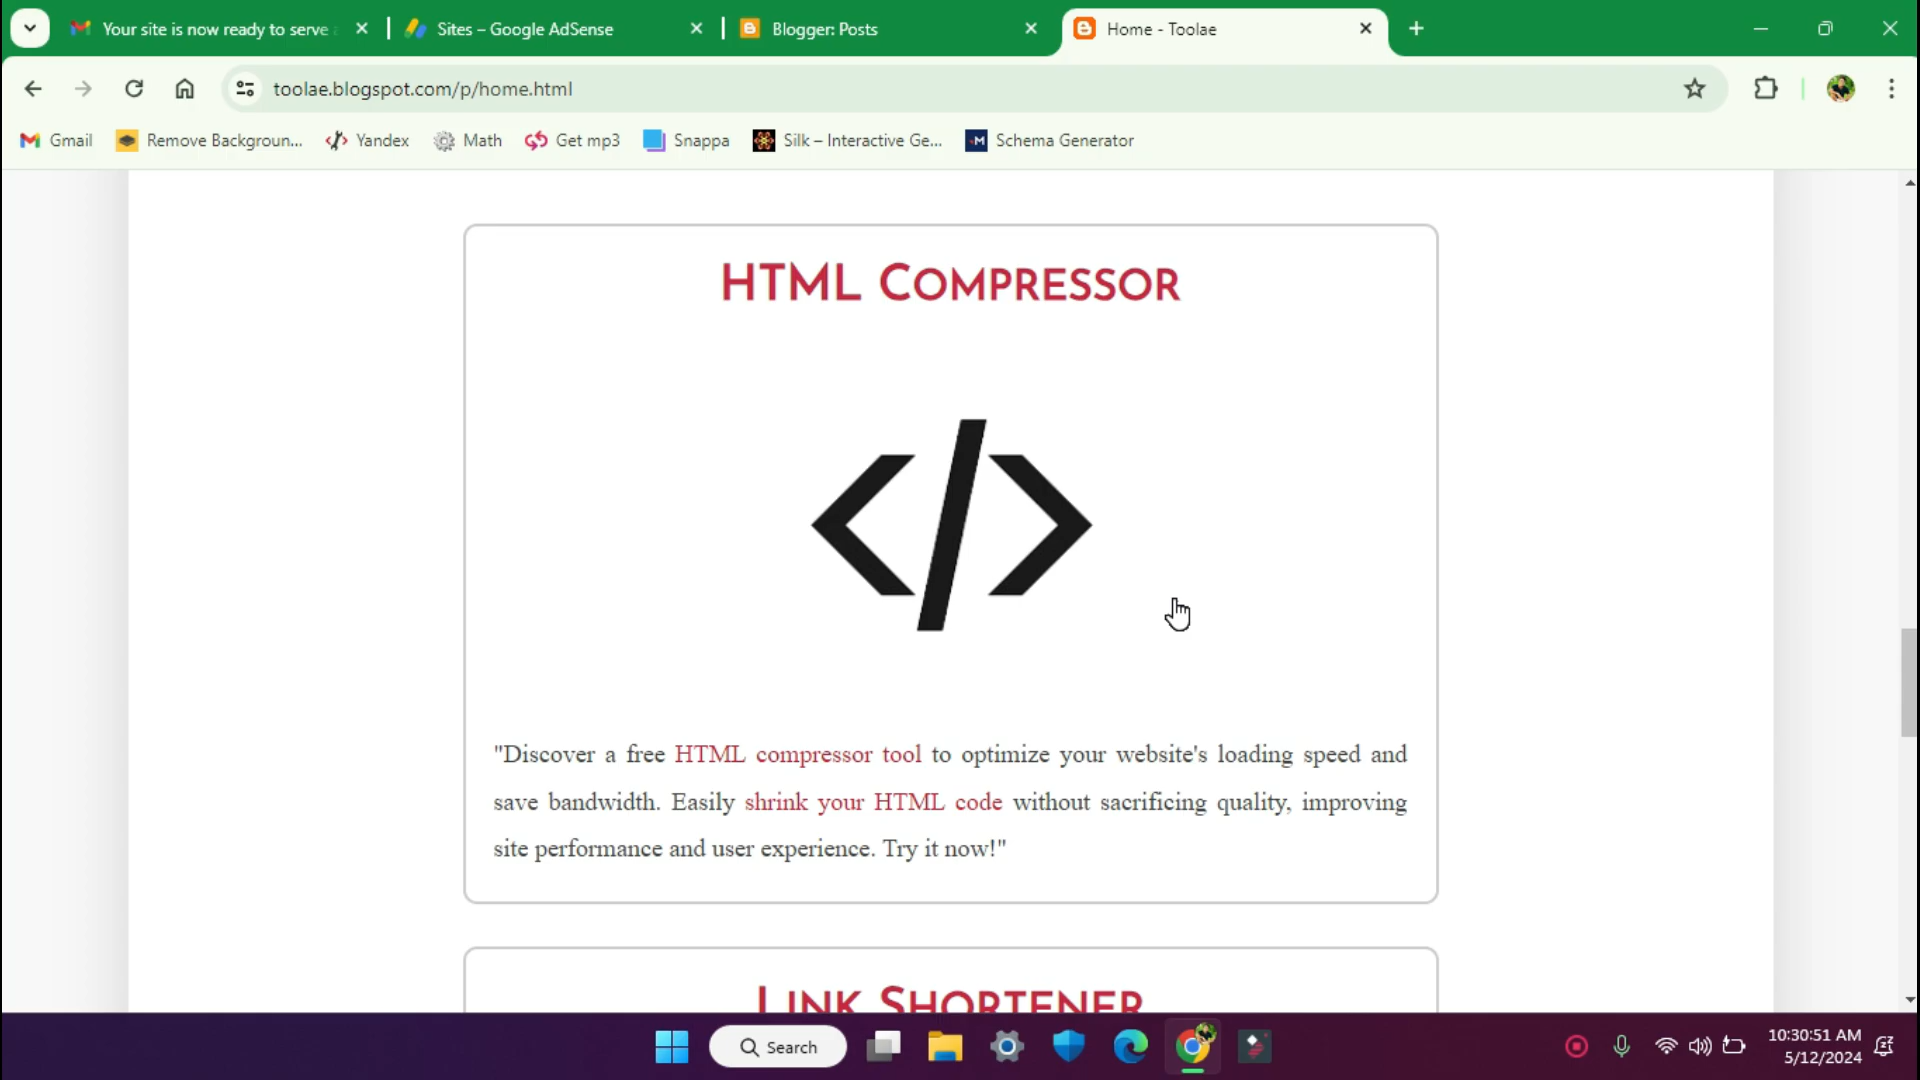 Your site is now ready to serve a
Sites – Google AdSense
Blogger: Posts
Home - Toolae
toolae.blogspot.com/p/home.html
Gmail
Remove Backgroun...
Yandex
Math
Get mp3
Snappa
Silk – Interactive Ge...
Schema Generator
HTML Compressor
</>
"Discover a free HTML compressor tool to optimize your website's loading speed and
save bandwidth. Easily shrink your HTML code without sacrificing quality, improving
site performance and user experience. Try it now!"
Link Shortener
Search
10:30:51 AM
5/12/2024